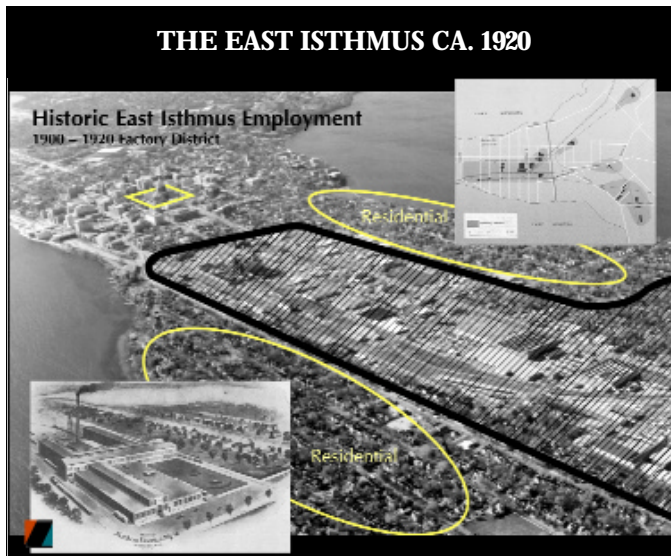 THE EAST ISTHMUS CA. 1920
Historic East Isthmus Employment
1900 – 1920 Factory District
Residential
Residential